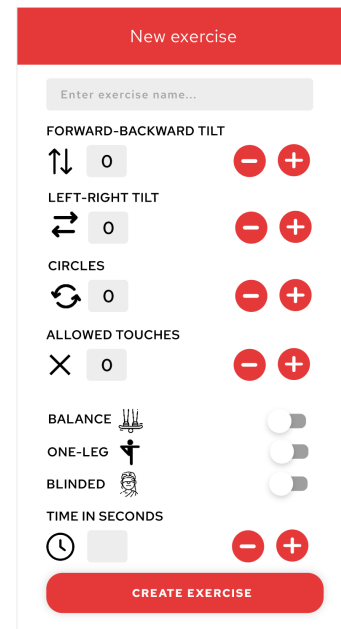 New exercise
Enter exercise name...
FORWARD-BACKWARD TILT
0
LEFT-RIGHT TILT
0
CIRCLES
0
ALLOWED TOUCHES
0
BALANCE
ONE-LEG
BLINDED
TIME IN SECONDS
CREATE EXERCISE